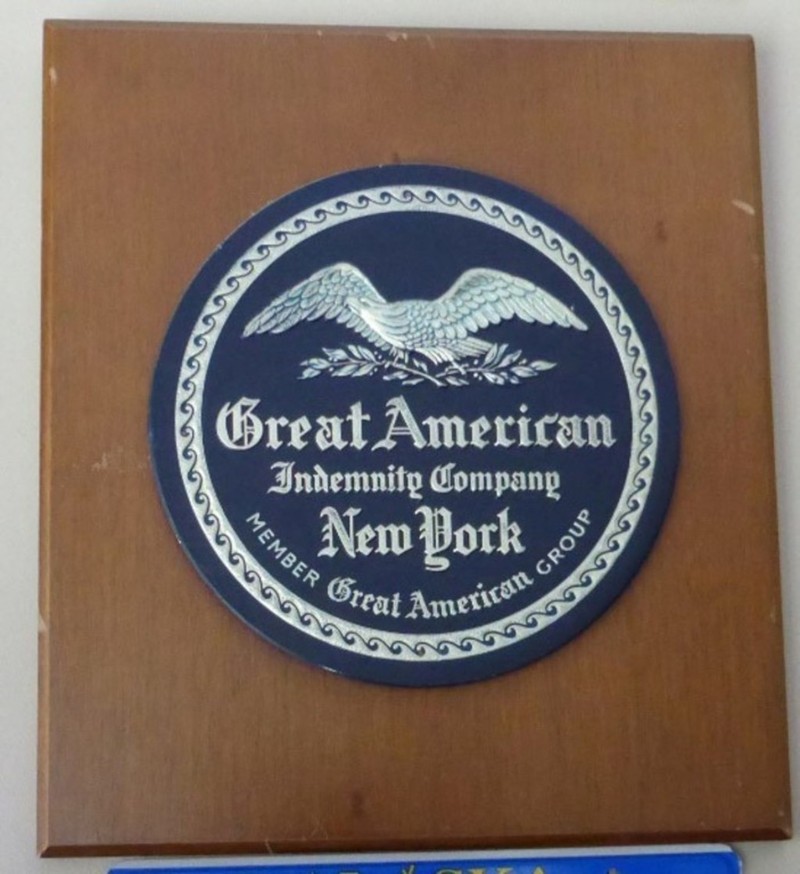 Great American
Indemnity Company
New York
MEMBER Great American GROUP